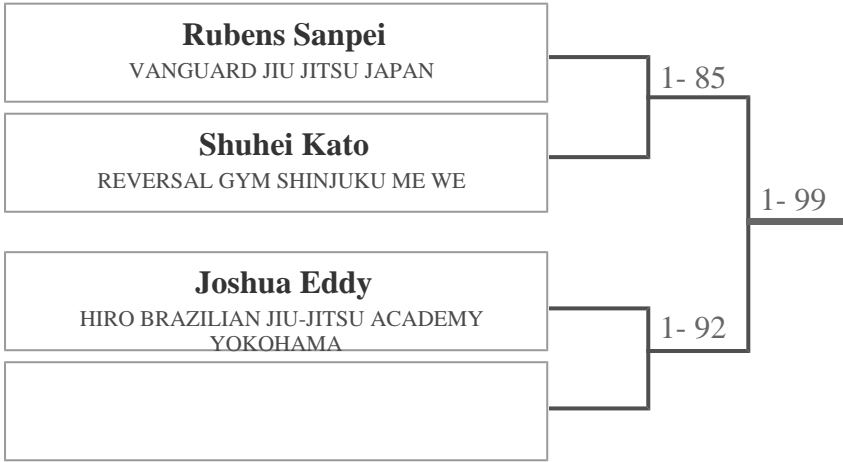 Rubens Sanpei
VANGUARD JIU JITSU JAPAN
1- 85
Shuhei Kato
REVERSAL GYM SHINJUKU ME WE
1- 99
Joshua Eddy
HIRO BRAZILIAN JIU-JITSU ACADEMY
YOKOHAMA
1- 92